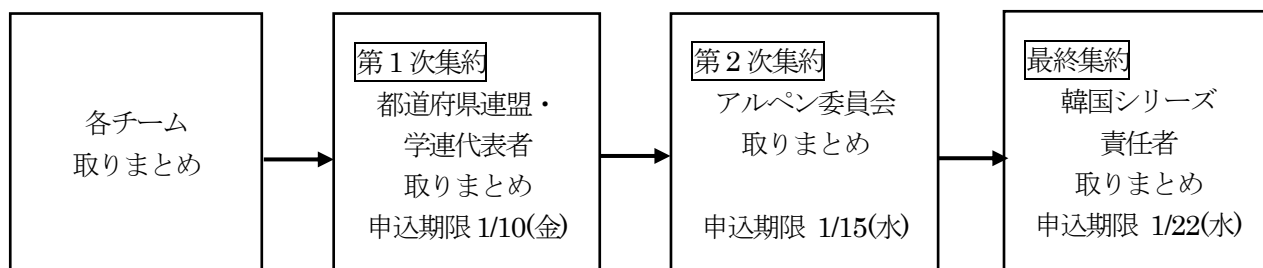 各チーム
取りまとめ
第１次集約
都道府県連盟・
学連代表者
取りまとめ
申込期限 1/10(金)
第２次集約
アルペン委員会
取りまとめ
申込期限 1/15(水)
最終集約
韓国シリーズ
責任者
取りまとめ
申込期限 1/22(水)